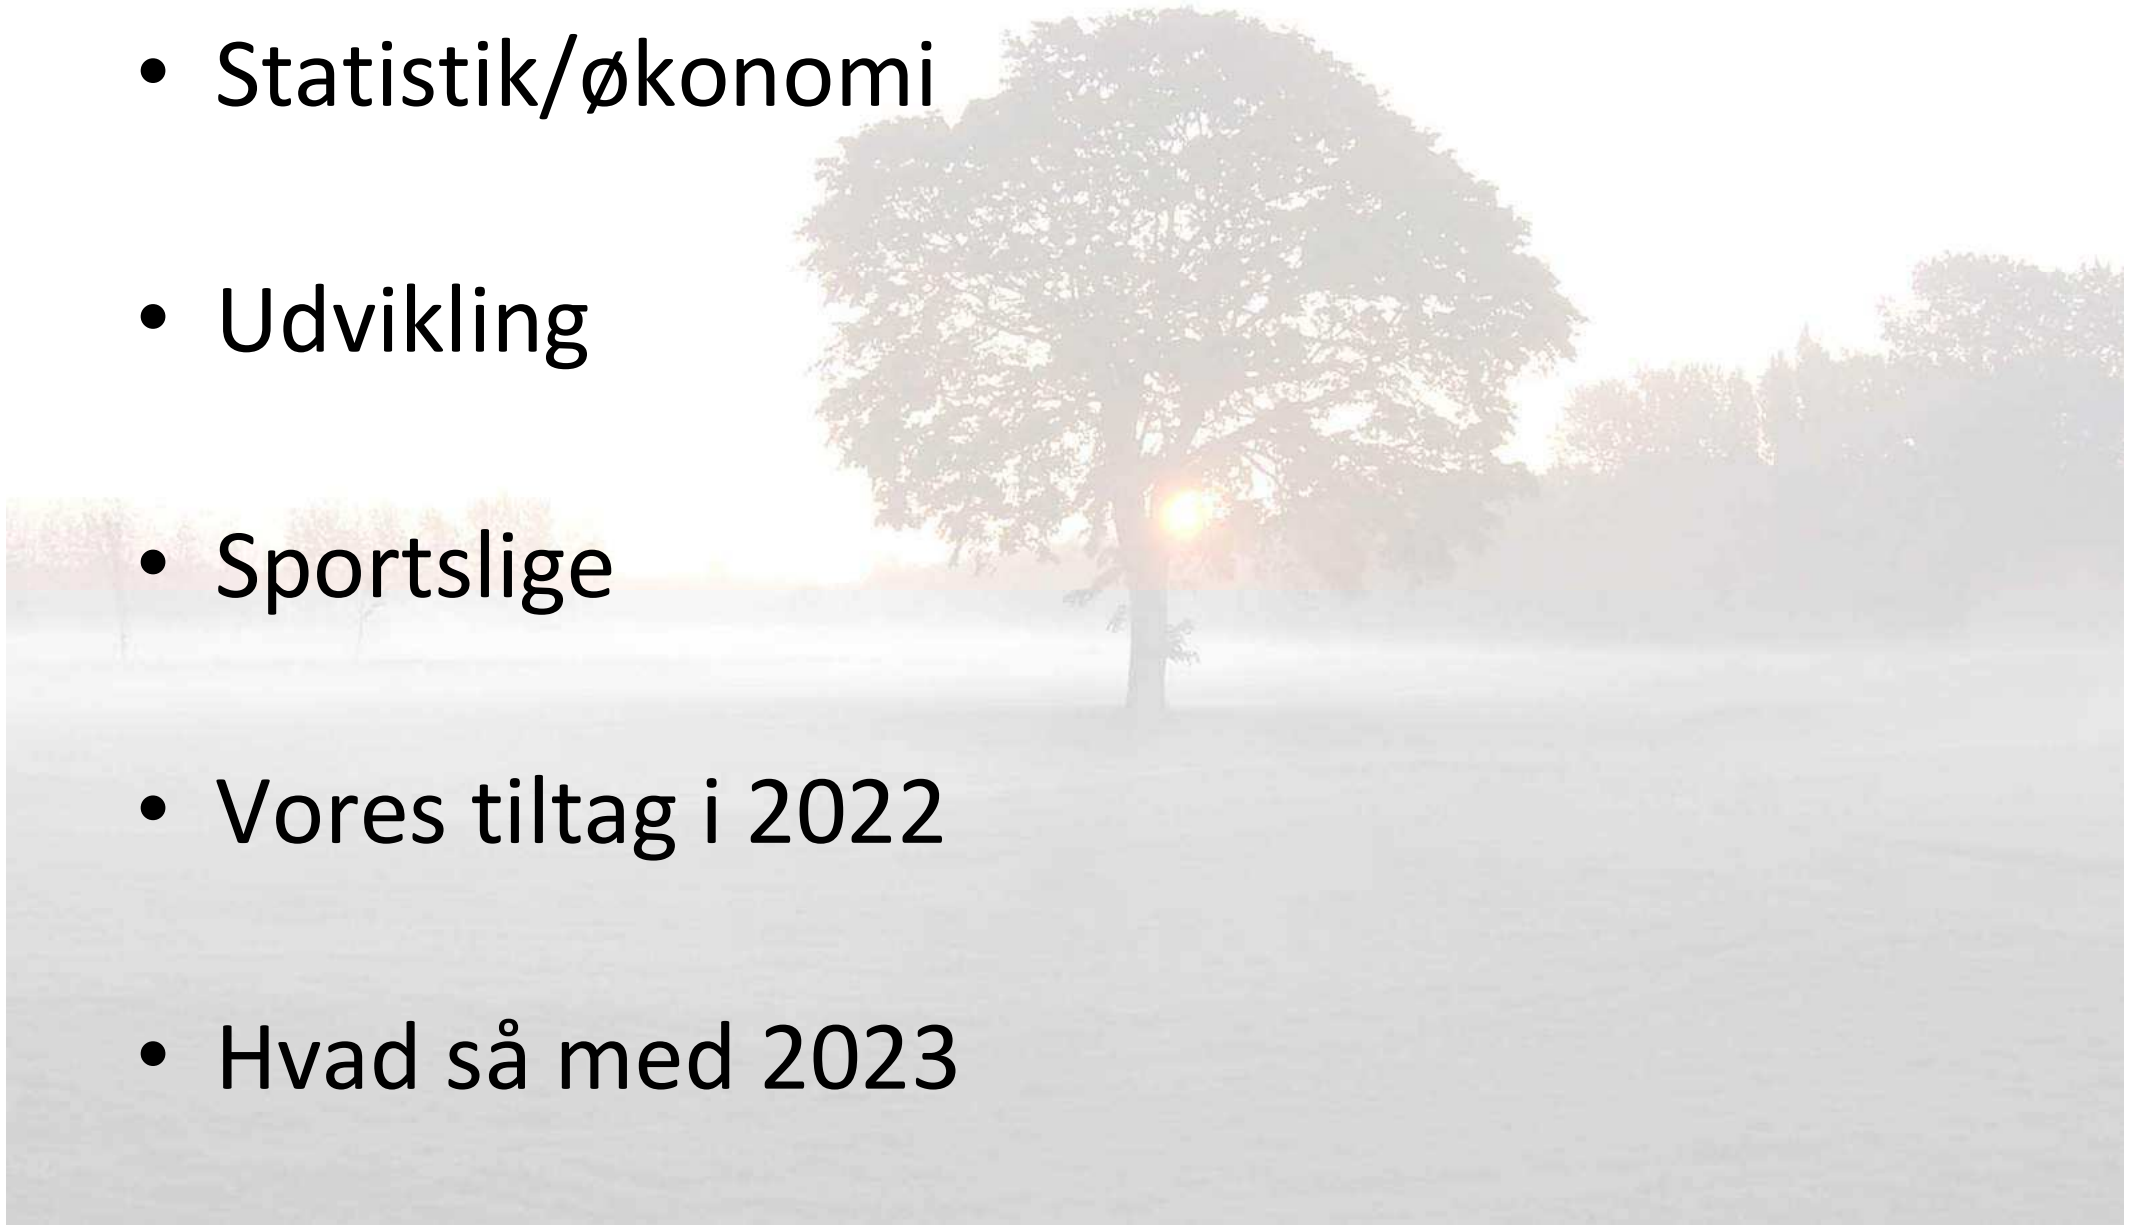 • Statistik/økonomi
• Udvikling
• Sportslige
• Vores tiltag i 2022
• Hvad så med 2023